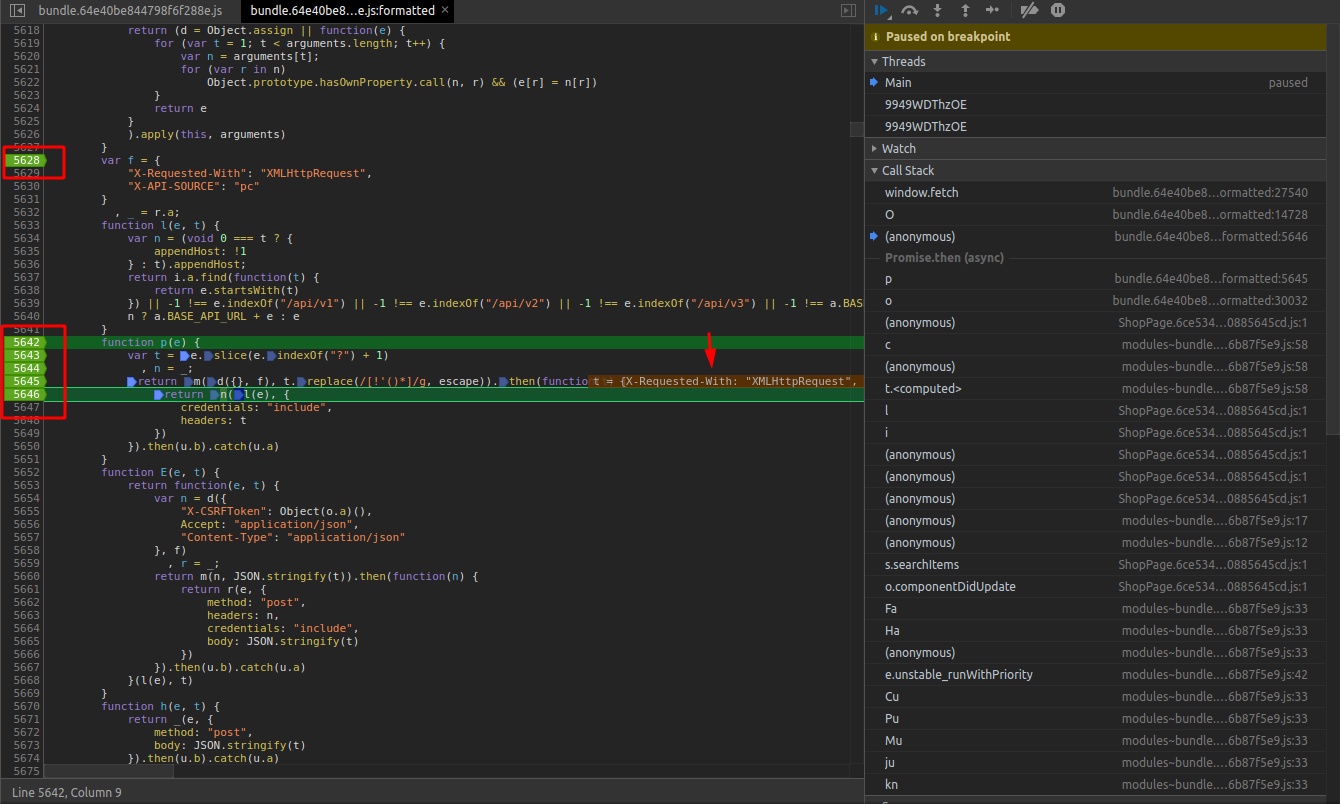 bundle.64e40be844798f6f288e.js bundle.64e40be8…e.js:formatted ×
5618 return (d = Object.assign || function(e) {
5619 for (var t = 1; t < arguments.length; t++) {
5620 var n = arguments[t];
5621 for (var r in n)
5622 Object.prototype.hasOwnProperty.call(n, r) && (e[r] = n[r])
5623 }
5624 return e
5625 }
5626 ).apply(this, arguments)
5627 }
5628 var f = {
5629 "X-Requested-With": "XMLHttpRequest",
5630 "X-API-SOURCE": "pc"
5631 }
5632 , _ = r.a;
5633 function l(e, t) {
5634 var n = (void 0 === t ? {
5635 appendHost: !1
5636 } : t).appendHost;
5637 return i.a.find(function(t) {
5638 return e.startsWith(t)
5639 }) || -1 !== e.indexOf("/api/v1") || -1 !== e.indexOf("/api/v2") || -1 !== e.indexOf("/api/v3") || -1 !== a.BAS
5640 n ? a.BASE_API_URL + e : e
5641 }
5642 function p(e) {
5643 var t = e.slice(e.indexOf("?") + 1)
5644 , n = _;
5645 return m(d({}, f), t.replace(/[!'()*]/g, escape)).then(functio t = {X-Requested-With: "XMLHttpRequest",
5646 return n(l(e), {
5647 credentials: "include",
5648 headers: t
5649 })
5650 }).then(u.b).catch(u.a)
5651 }
5652 function E(e, t) {
5653 return function(e, t) {
5654 var n = d({
5655 "X-CSRFToken": Object(o.a)(),
5656 Accept: "application/json",
5657 "Content-Type": "application/json"
5658 }, f)
5659 , r = _;
5660 return m(n, JSON.stringify(t)).then(function(n) {
5661 return r(e, {
5662 method: "post",
5663 headers: n,
5664 credentials: "include",
5665 body: JSON.stringify(t)
5666 })
5667 }).then(u.b).catch(u.a)
5668 }(l(e), t)
5669 }
5670 function h(e, t) {
5671 return _(e, {
5672 method: "post",
5673 body: JSON.stringify(t)
5674 }).then(u.b).catch(u.a)
5675
Line 5642, Column 9
Paused on breakpoint
Threads
Main paused
9949WDThzOE
9949WDThzOE
Watch
Call Stack
window.fetch bundle.64e40be8…ormatted:27540
O bundle.64e40be8…ormatted:14728
(anonymous) bundle.64e40be8…formatted:5646
Promise.then (async)
p bundle.64e40be8…formatted:5645
o bundle.64e40be8…ormatted:30032
(anonymous) ShopPage.6ce534…0885645cd.js:1
c modules~bundle.…6b87f5e9.js:58
(anonymous) modules~bundle.…6b87f5e9.js:58
t.<computed> modules~bundle.…6b87f5e9.js:58
l ShopPage.6ce534…0885645cd.js:1
i ShopPage.6ce534…0885645cd.js:1
(anonymous) ShopPage.6ce534…0885645cd.js:1
(anonymous) ShopPage.6ce534…0885645cd.js:1
(anonymous) ShopPage.6ce534…0885645cd.js:1
(anonymous) modules~bundle.…6b87f5e9.js:17
(anonymous) modules~bundle.…6b87f5e9.js:12
s.searchItems ShopPage.6ce534…0885645cd.js:1
o.componentDidUpdate ShopPage.6ce534…0885645cd.js:1
Fa modules~bundle.…6b87f5e9.js:33
Ha modules~bundle.…6b87f5e9.js:33
(anonymous) modules~bundle.…6b87f5e9.js:33
e.unstable_runWithPriority modules~bundle.…6b87f5e9.js:42
Cu modules~bundle.…6b87f5e9.js:33
Pu modules~bundle.…6b87f5e9.js:33
Mu modules~bundle.…6b87f5e9.js:33
ju modules~bundle.…6b87f5e9.js:33
kn modules~bundle.…6b87f5e9.js:33